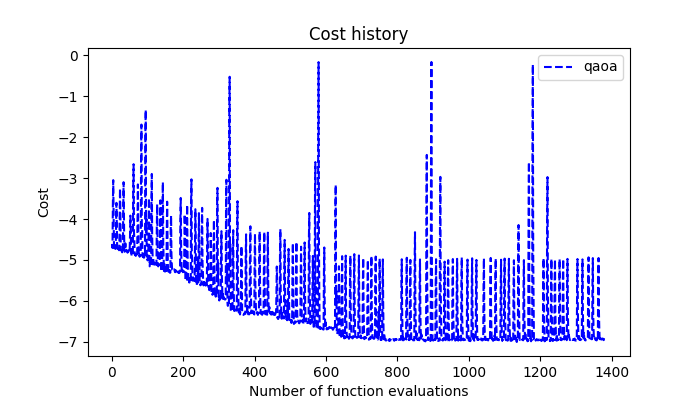 Cost history
qaoa
0
−1
−2
−3
−4
−5
−6
−7
Cost
0 200 400 600 800 1000 1200 1400
Number of function evaluations